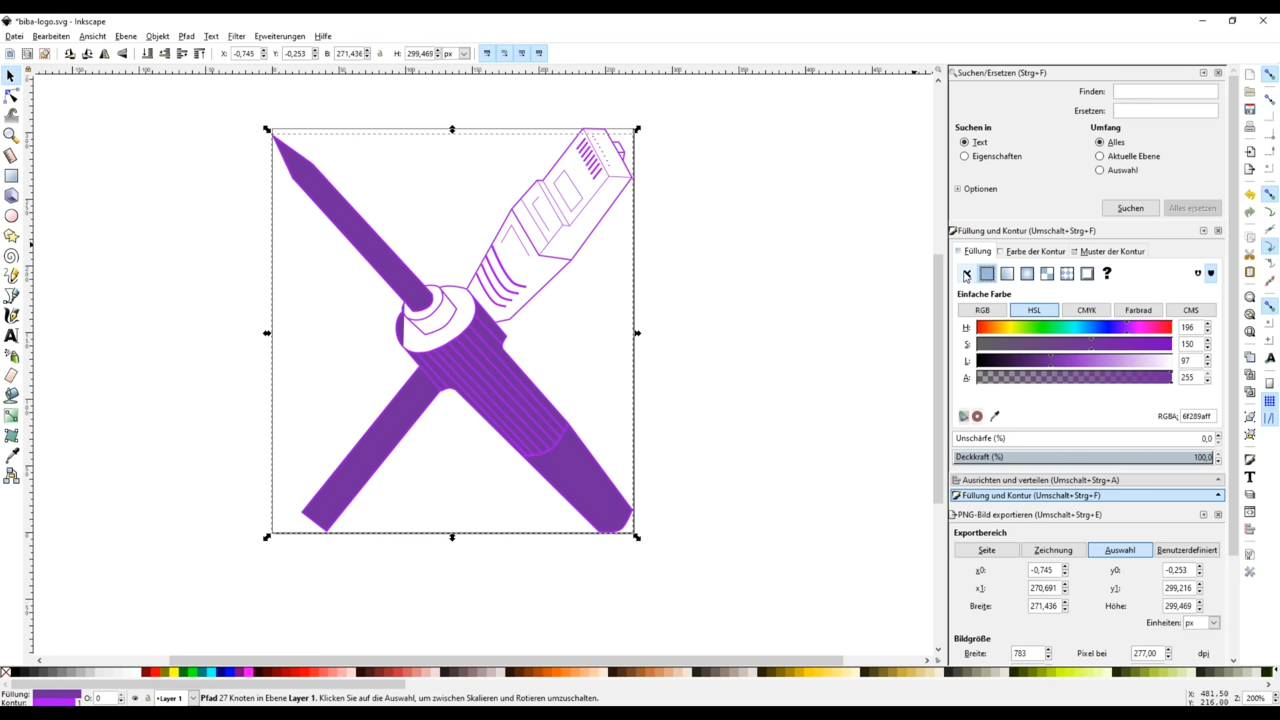 *biba-logo.svg - Inkscape
Datei Bearbeiten Ansicht Ebene Objekt Pfad Text Filter Erweiterungen Hilfe
X: -0,745 Y: -0,253 B: 271,436 H: 299,469 px
Suchen/Ersetzen (Strg+F)
Finden:
Ersetzen:
Suchen in Umfang
Text Alles
Eigenschaften Aktuelle Ebene
Auswahl
Optionen
Suchen Alles ersetzen
Füllung und Kontur (Umschalt+Strg+F)
Füllung Farbe der Kontur Muster der Kontur
?
Einfache Farbe
RGB HSL CMYK Farbrad CMS
H: 196
S: 150
L: 97
A: 255
RGBA: 6f289aff
Unschärfe (%) 0,0
Deckkraft (%) 100,0
Ausrichten und verteilen (Umschalt+Strg+A)
Füllung und Kontur (Umschalt+Strg+F)
PNG-Bild exportieren (Umschalt+Strg+E)
Exportbereich
Seite Zeichnung Auswahl Benutzerdefiniert
x0: -0,745 y0: -0,253
x1: 270,691 y1: 299,216
Breite: 271,436 Höhe: 299,469
Einheiten: px
Bildgröße
Breite: 783 Pixel bei 277,00 dpi
Füllung: O: 0 Layer 1 Pfad 27 Knoten in Ebene Layer 1. Klicken Sie auf die Auswahl, um zwischen Skalieren und Rotieren umzuschalten.
Kontur: 1
X: 481,50 Z: 200%
Y: 216,00